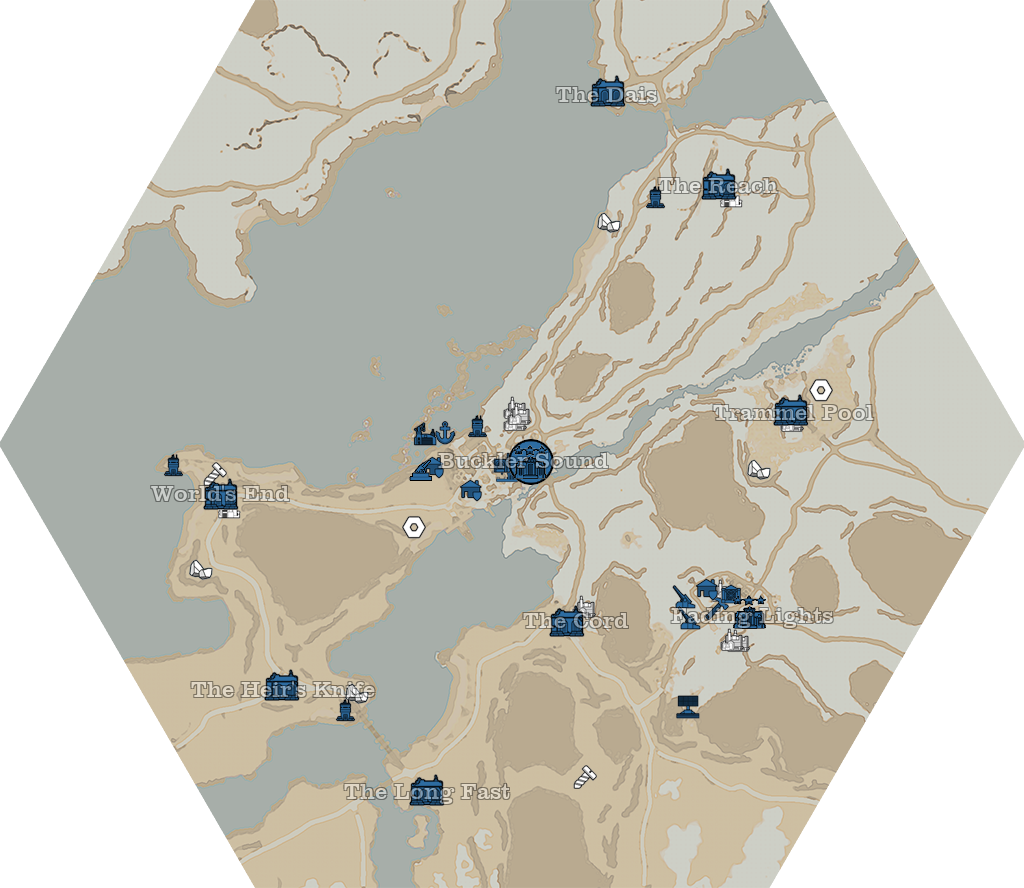 The Dais
The Reach
Trammel Pool
Buckler Sound
World's End
Fading Lights
The Cord
The Heir's Knife
The Long Fast